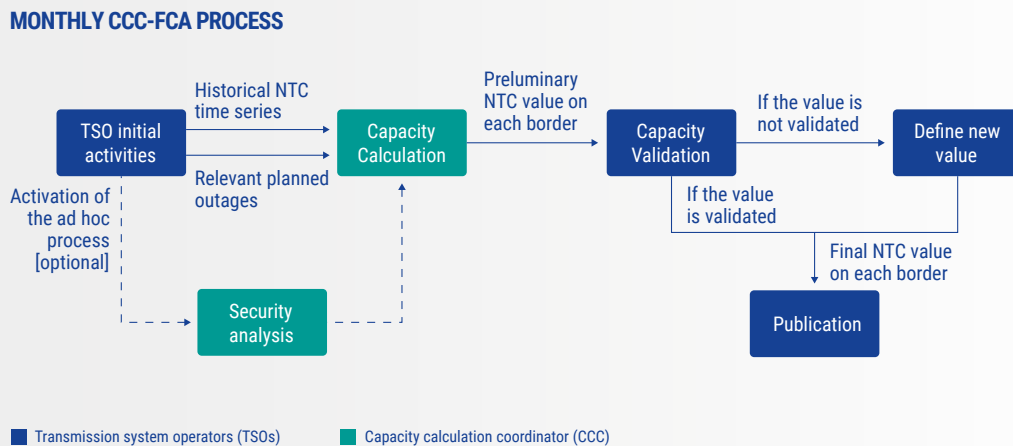 MONTHLY CCC-FCA PROCESS
Historical NTC
time series
TSO initial
activities
Relevant planned
outages
Activation of
the ad hoc
process
[optional]
Security
analysis
Capacity
Calculation
Preluminary
NTC value on
each border
Capacity
Validation
If the value is
not validated
Define new
value
If the value
is validated
Final NTC value
on each border
Publication
Transmission system operators (TSOs)
Capacity calculation coordinator (CCC)